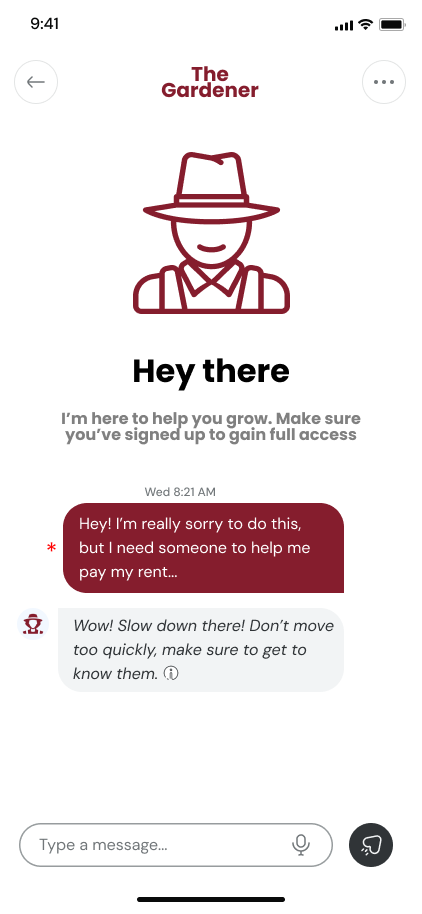 9:41
The
Gardener
Hey there
I’m here to help you grow. Make sure
you’ve signed up to gain full access
Wed 8:21 AM
Hey! I’m really sorry to do this,
* but I need someone to help me
pay my rent...
Wow! Slow down there! Don’t move
too quickly, make sure to get to
know them. ⓘ
Type a message...